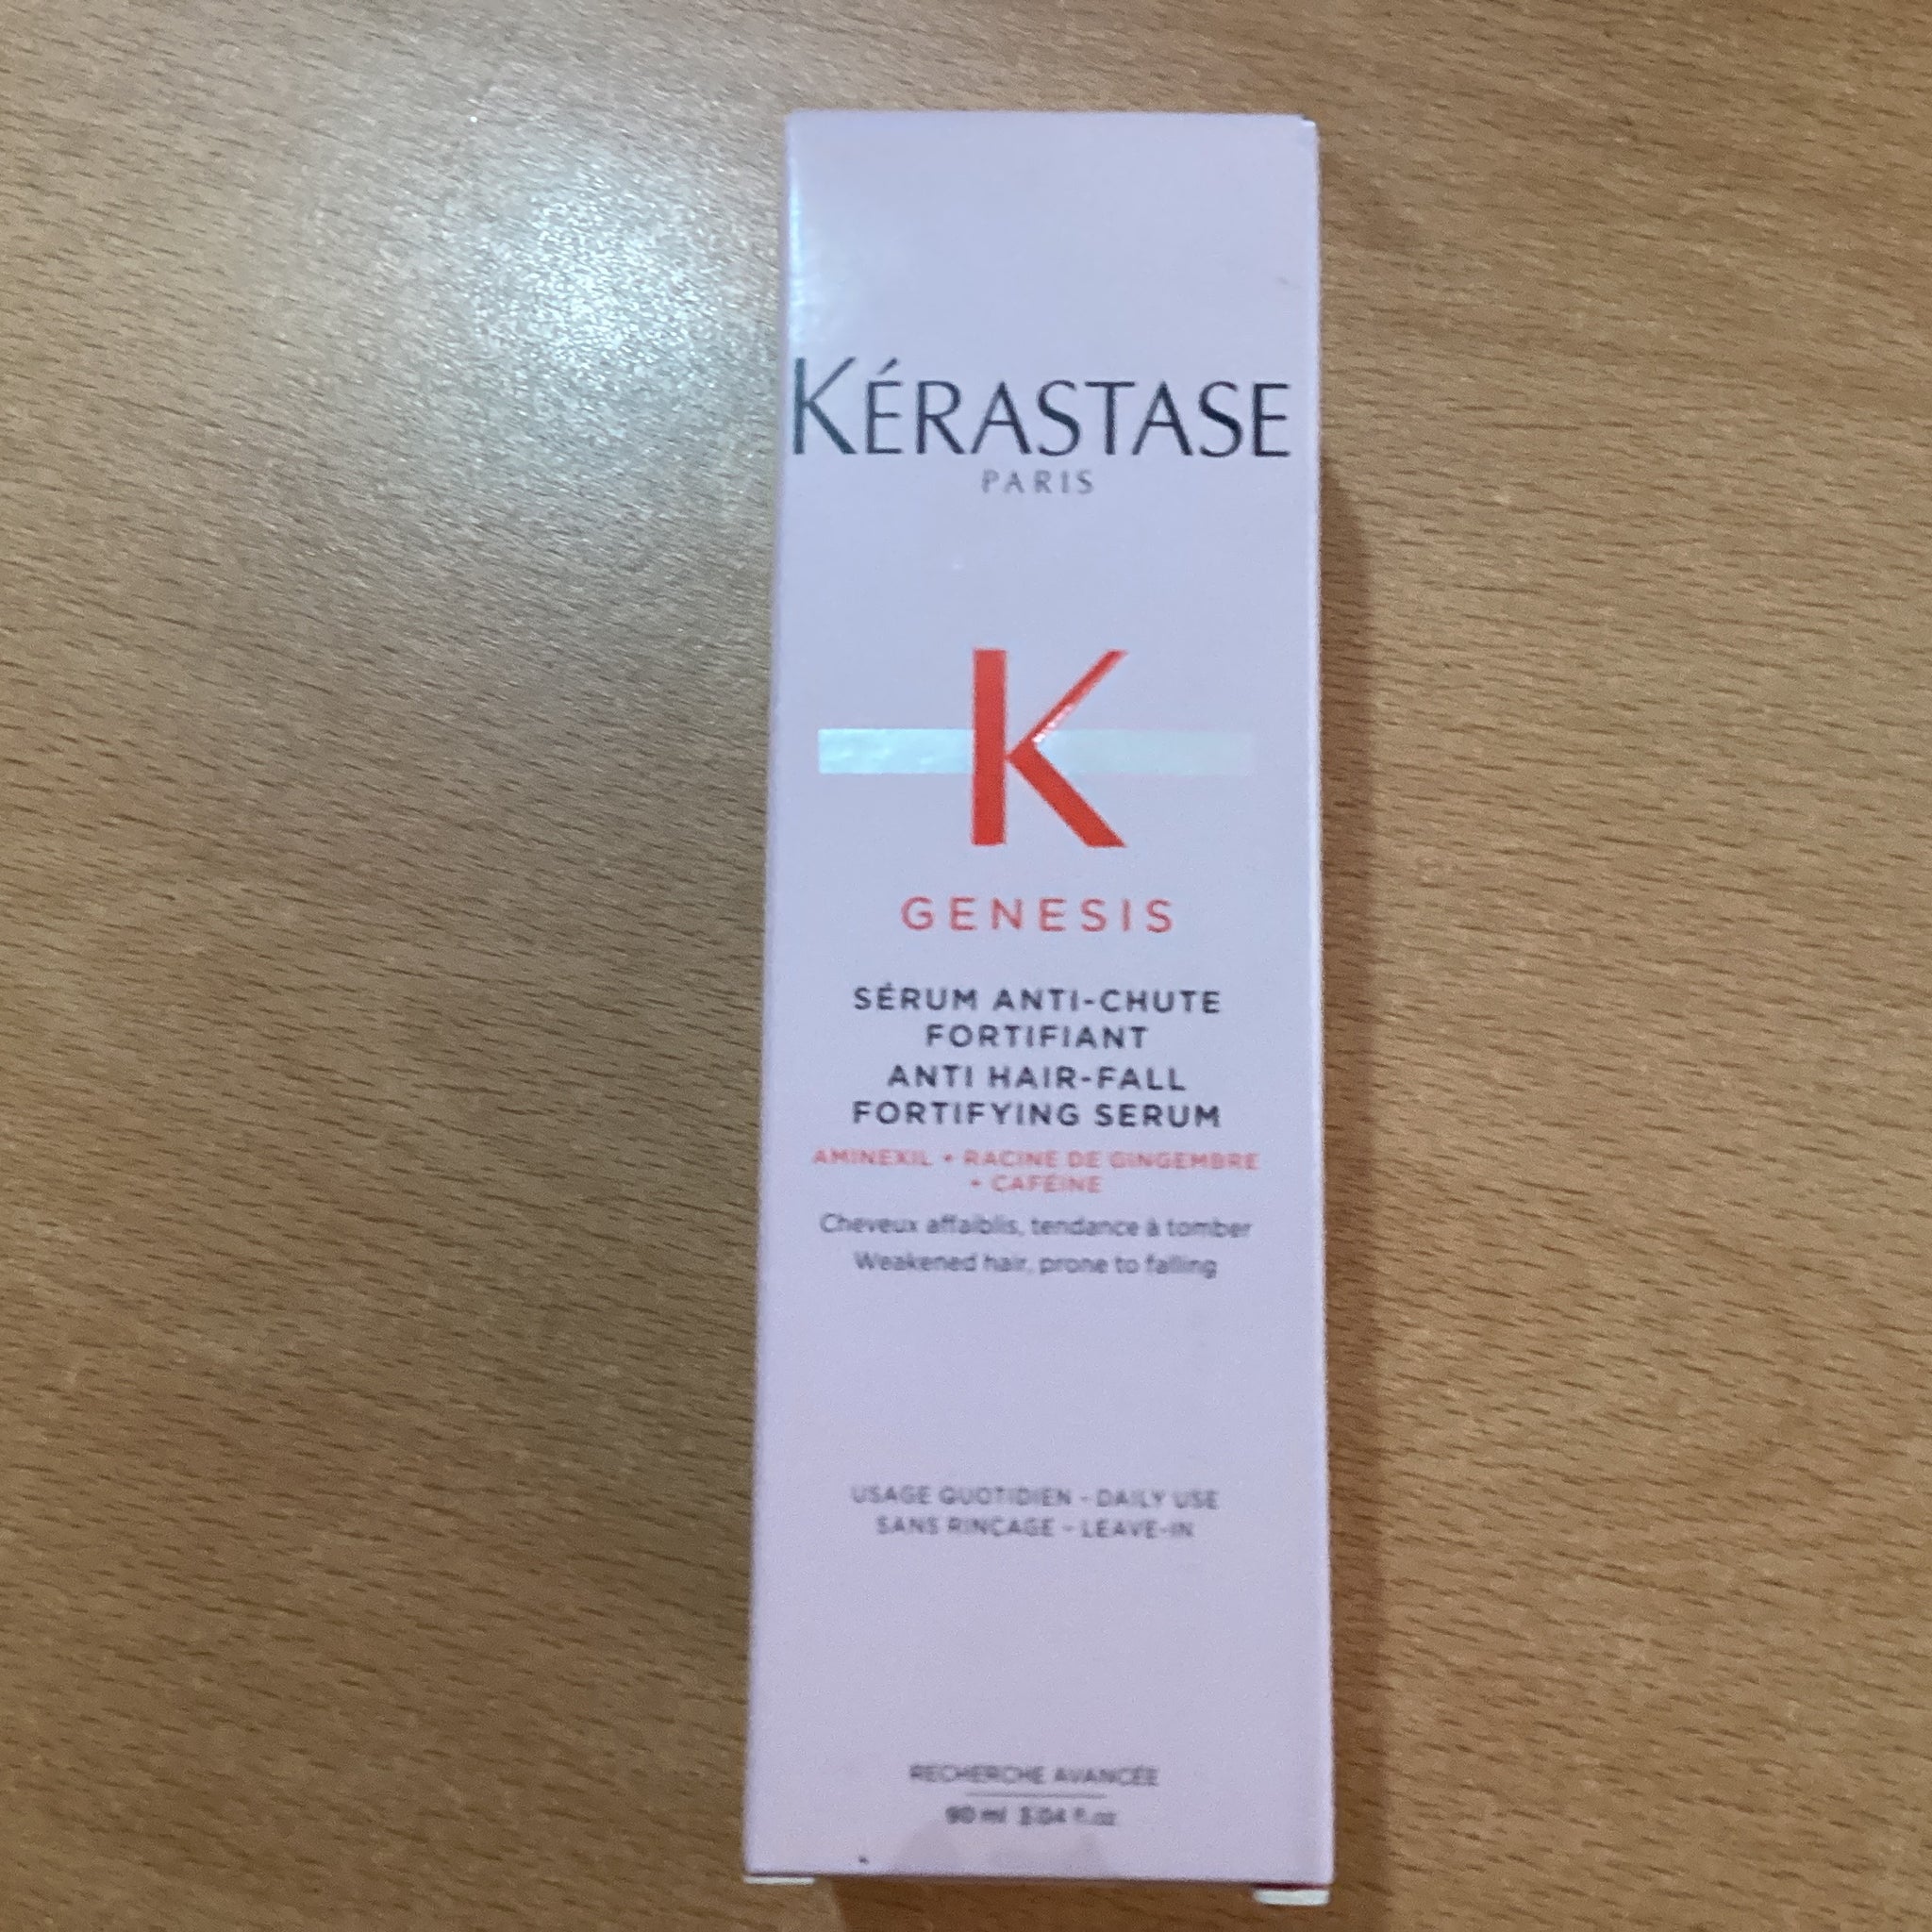 KÉRASTASE
PARIS
K
GENESIS
SÉRUM ANTI-CHUTE
FORTIFIANT
ANTI HAIR-FALL
FORTIFYING SERUM
AMINEXIL + RACINE DE GINGEMBRE
+ CAFÉINE
Cheveux affaiblis, tendance à tomber
Weakened hair, prone to falling
USAGE QUOTIDIEN - DAILY USE
SANS RINÇAGE - LEAVE-IN
RECHERCHE AVANCÉE
90 ml 3.04 fl.oz